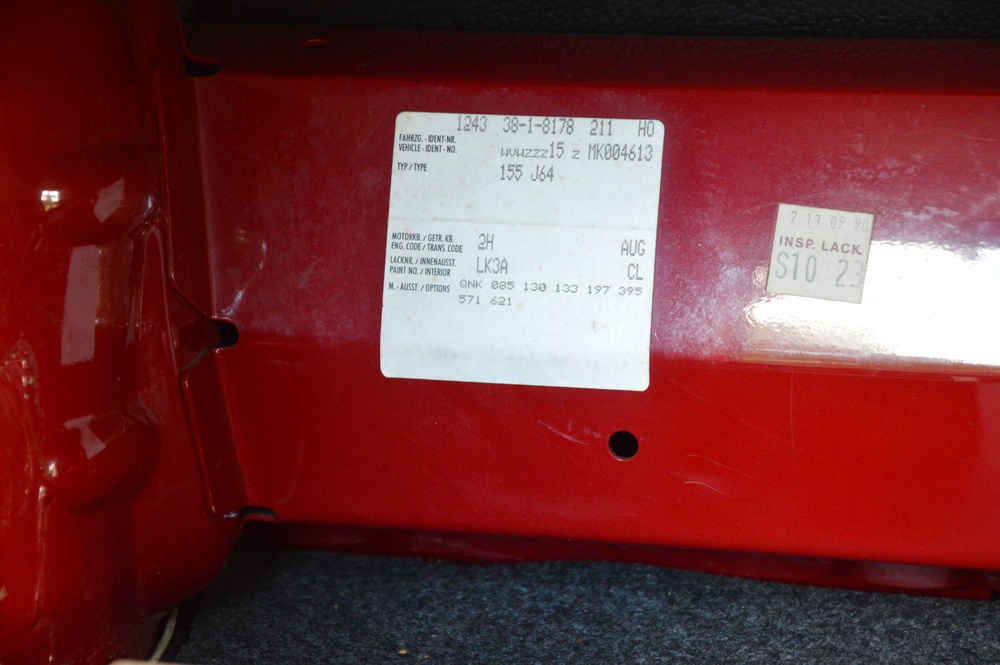 1243 38-1-8178 211 HO
FAHRZG. - IDENT-NR.
VEHICLE - IDENT - NO.
WVWZZZ15 Z MK004613
TYP / TYPE
155 J64
MOTORKB. / GETR. KB.
ENG. CODE / TRANS. CODE
2H AUG
LACKNR. / INNENAUSST.
PAINT NO. / INTERIOR
LK3A CL
M. - AUSST. / OPTIONS
QNK 085 130 133 197 395
571 621
7 13 09 90
INSP. LACK.
S10 23